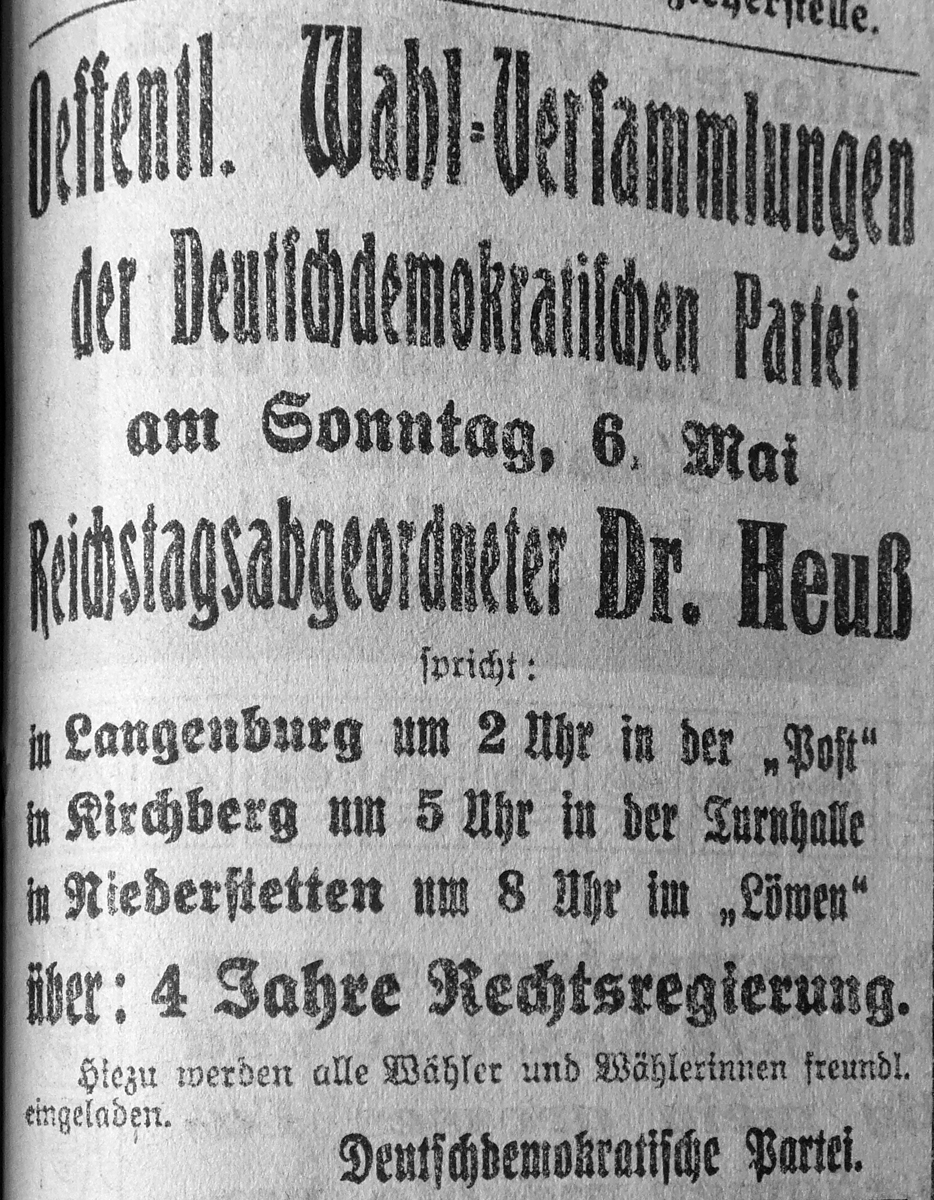 Oeffentl. Wahl-Versammlungen
der Deutschdemokratischen Partei
am Sonntag, 6. Mai
Reichstagsabgeordneter Dr. Heuß
spricht:
in Langenburg um 2 Uhr in der „Post“
in Kirchberg um 5 Uhr in der Turnhalle
in Niederstetten um 8 Uhr im „Löwen“
über: 4 Jahre Rechtsregierung.
Hiezu werden alle Wähler und Wählerinnen freundl.
eingeladen.
Deutschdemokratische Partei.